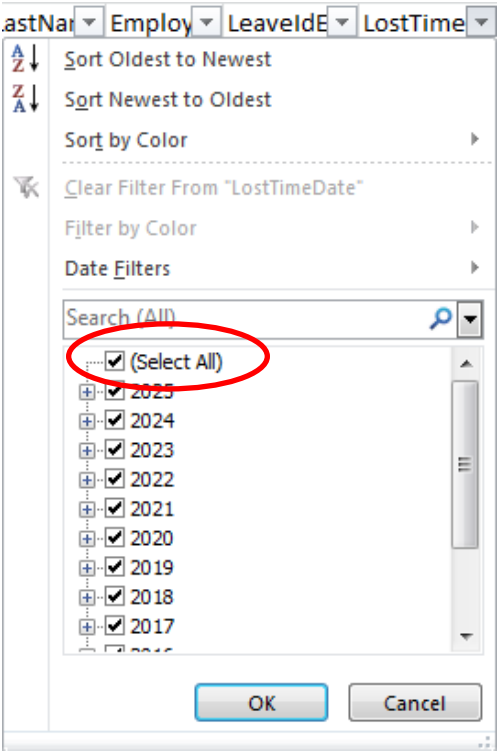 .astNar Employ LeaveIdE LostTime
Sort Oldest to Newest
Sort Newest to Oldest
Sort by Color
Clear Filter From "LostTimeDate"
Filter by Color
Date Filters
Search (All)
(Select All)
2025
2024
2023
2022
2021
2020
2019
2018
2017
OK Cancel